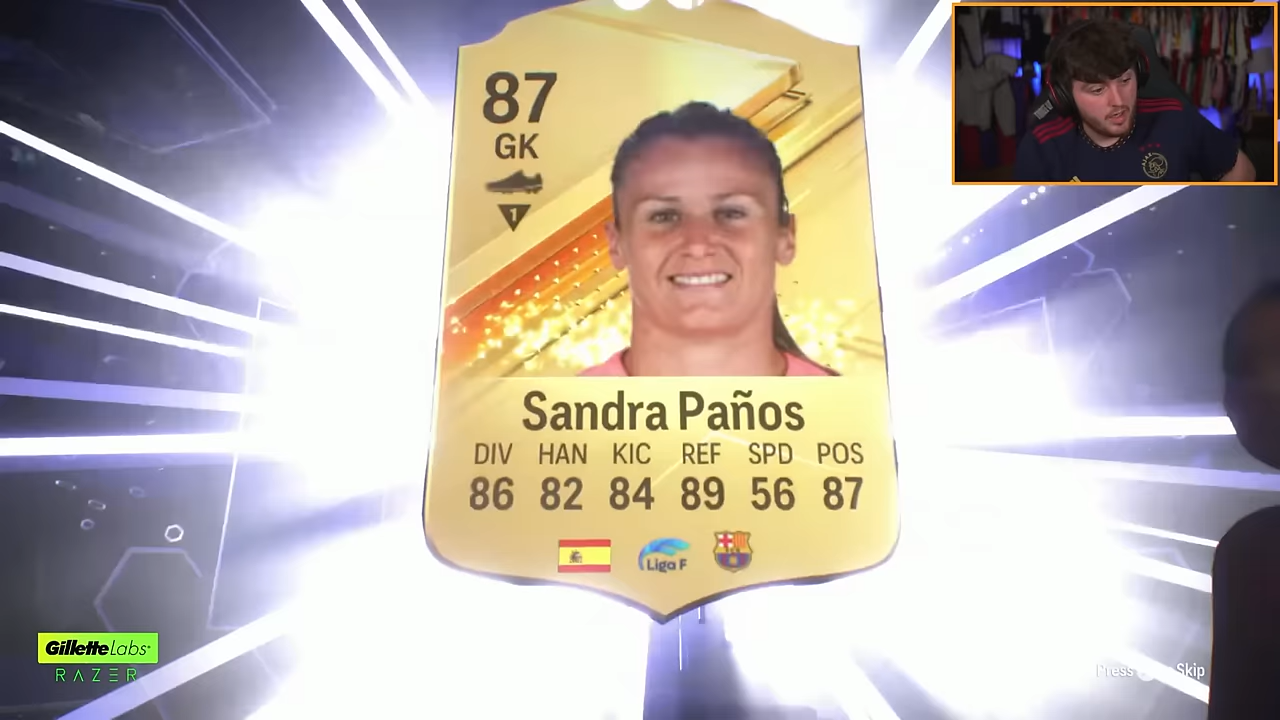 87
GK
1
Sandra Paños
DIV HAN KIC REF SPD POS
86 82 84 89 56 87
Liga F
GilletteLabs
RAZER
Press Skip